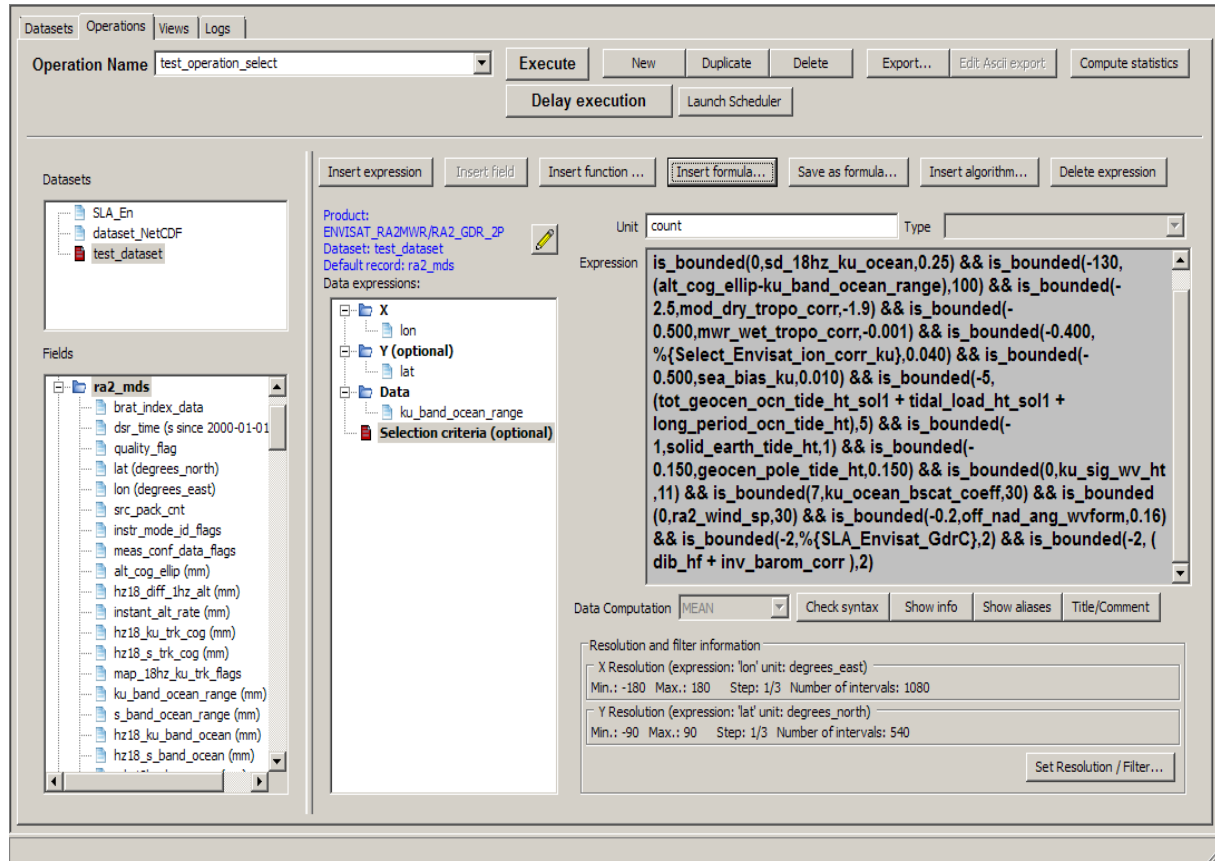 Datasets Operations Views Logs
Operation Name test_operation_select Execute New Duplicate Delete Export... Edit Ascii export Compute statistics
Delay execution Launch Scheduler
Insert expression Insert field Insert function ... Insert formula... Save as formula... Insert algorithm... Delete expression
Datasets
SLA_En
dataset_NetCDF
test_dataset
Fields
ra2_mds
brat_index_data
dsr_time (s since 2000-01-01
quality_flag
lat (degrees_north)
lon (degrees_east)
src_pack_cnt
instr_mode_id_flags
meas_conf_data_flags
alt_cog_ellip (mm)
hz18_diff_1hz_alt (mm)
instant_alt_rate (mm)
hz18_ku_trk_cog (mm)
hz18_s_trk_cog (mm)
map_18hz_ku_trk_flags
ku_band_ocean_range (mm)
s_band_ocean_range (mm)
hz18_ku_band_ocean (mm)
hz18_s_band_ocean (mm)
Product:
ENVISAT_RA2MWR/RA2_GDR_2P
Dataset: test_dataset
Default record: ra2_mds
Data expressions:
X
lon
Y (optional)
lat
Data
ku_band_ocean_range
Selection criteria (optional)
Unit count Type
Expression
is_bounded(0,sd_18hz_ku_ocean,0.25) && is_bounded(-130,
(alt_cog_ellip-ku_band_ocean_range),100) && is_bounded(-
2.5,mod_dry_tropo_corr,-1.9) && is_bounded(-
0.500,mwr_wet_tropo_corr,-0.001) && is_bounded(-0.400,
%{Select_Envisat_ion_corr_ku},0.040) && is_bounded(-
0.500,sea_bias_ku,0.010) && is_bounded(-5,
(tot_geocen_ocn_tide_ht_sol1 + tidal_load_ht_sol1 +
long_period_ocn_tide_ht),5) && is_bounded(-
1,solid_earth_tide_ht,1) && is_bounded(-
0.150,geocen_pole_tide_ht,0.150) && is_bounded(0,ku_sig_wv_ht
,11) && is_bounded(7,ku_ocean_bscat_coeff,30) && is_bounded
(0,ra2_wind_sp,30) && is_bounded(-0.2,off_nad_ang_wvform,0.16)
&& is_bounded(-2,%{SLA_Envisat_GdrC},2) && is_bounded(-2, (
dib_hf + inv_barom_corr ),2)
Data Computation MEAN Check syntax Show info Show aliases Title/Comment
Resolution and filter information
X Resolution (expression: 'lon' unit: degrees_east)
Min.: -180 Max.: 180 Step: 1/3 Number of intervals: 1080
Y Resolution (expression: 'lat' unit: degrees_north)
Min.: -90 Max.: 90 Step: 1/3 Number of intervals: 540
Set Resolution / Filter...